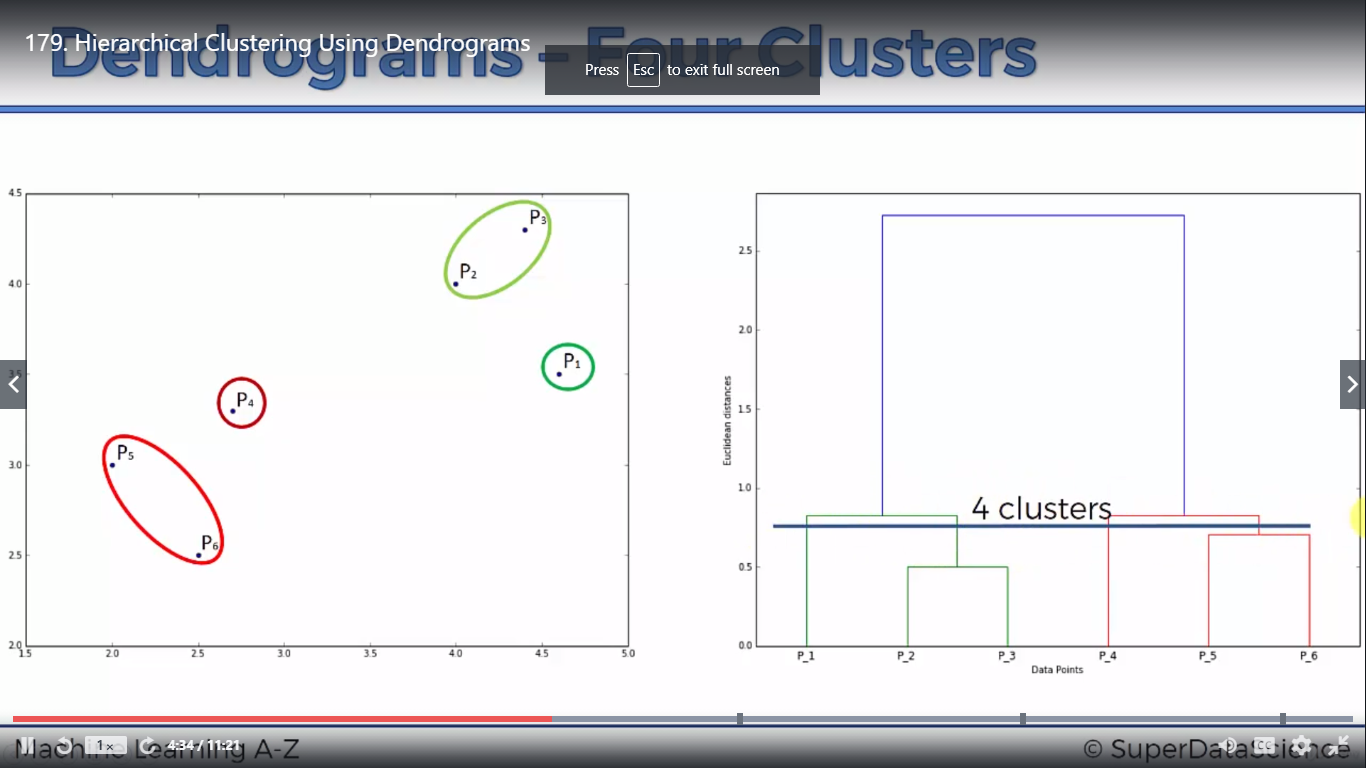 179. Hierarchical Clustering Using Dendrograms
Dendrograms – Four Clusters
Press Esc to exit full screen
4.5
4.0
3.5
3.0
2.5
2.0
1.5 2.0 2.5 3.0 3.5 4.0 4.5 5.0
P3
P2
P1
P4
P5
P6
2.5
2.0
1.5
1.0
0.5
0.0
Euclidean distances
4 clusters
P_1 P_2 P_3 P_4 P_5 P_6
Data Points
1x
4:34 / 11:21
CC
Machine Learning A-Z
© SuperDataScience